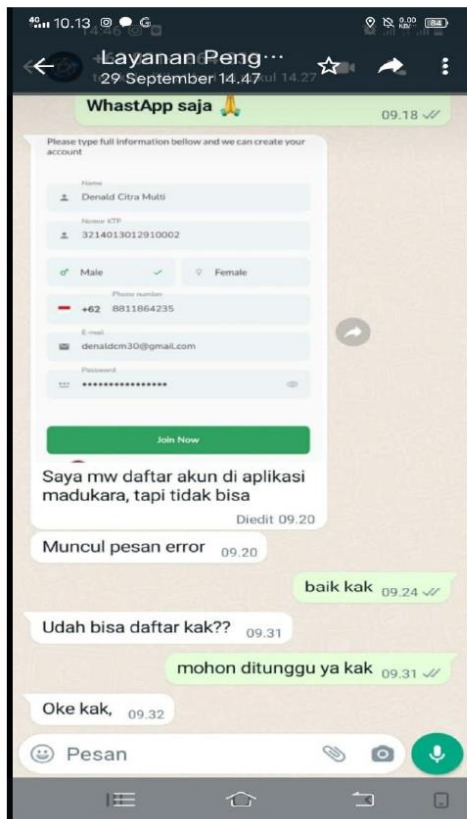 10.13
G
84
Layanan Peng...
29 September 14.47
WhastApp saja 🙏
09.18
Please type full information bellow and we can create your
account
Name
Denald Citra Multi
Nomor KTP
3214013012910002
Male
Female
Phone number
+62 8811864235
E-mail
denaldcm30@gmail.com
Password
••••••••••••••••
Join Now
Saya mw daftar akun di aplikasi
madukara, tapi tidak bisa
Diedit 09.20
Muncul pesan error 09.20
baik kak 09.24
Udah bisa daftar kak?? 09.31
mohon ditunggu ya kak 09.31
Oke kak, 09.32
Pesan